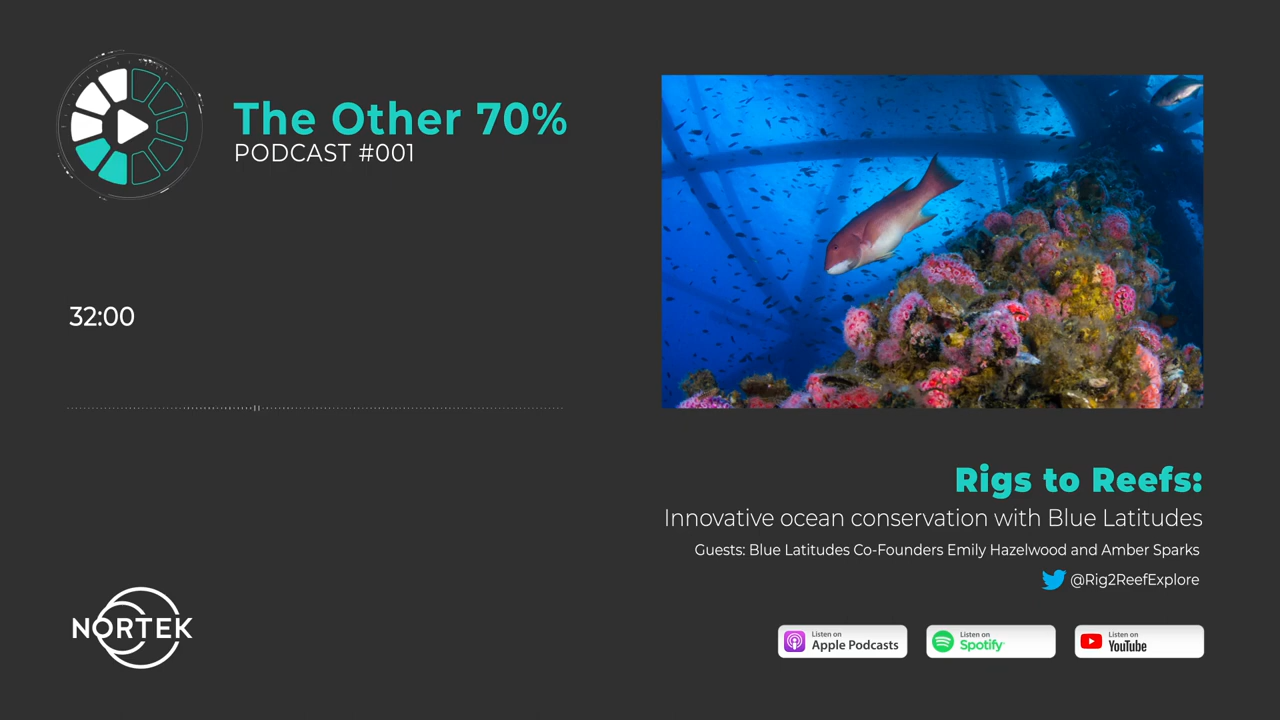 The Other 70%
PODCAST #001
32:00
Rigs to Reefs:
Innovative ocean conservation with Blue Latitudes
Guests: Blue Latitudes Co-Founders Emily Hazelwood and Amber Sparks
@Rig2ReefExplore
NORTEK
Listen on
Apple Podcasts
Listen on
Spotify
Listen on
YouTube